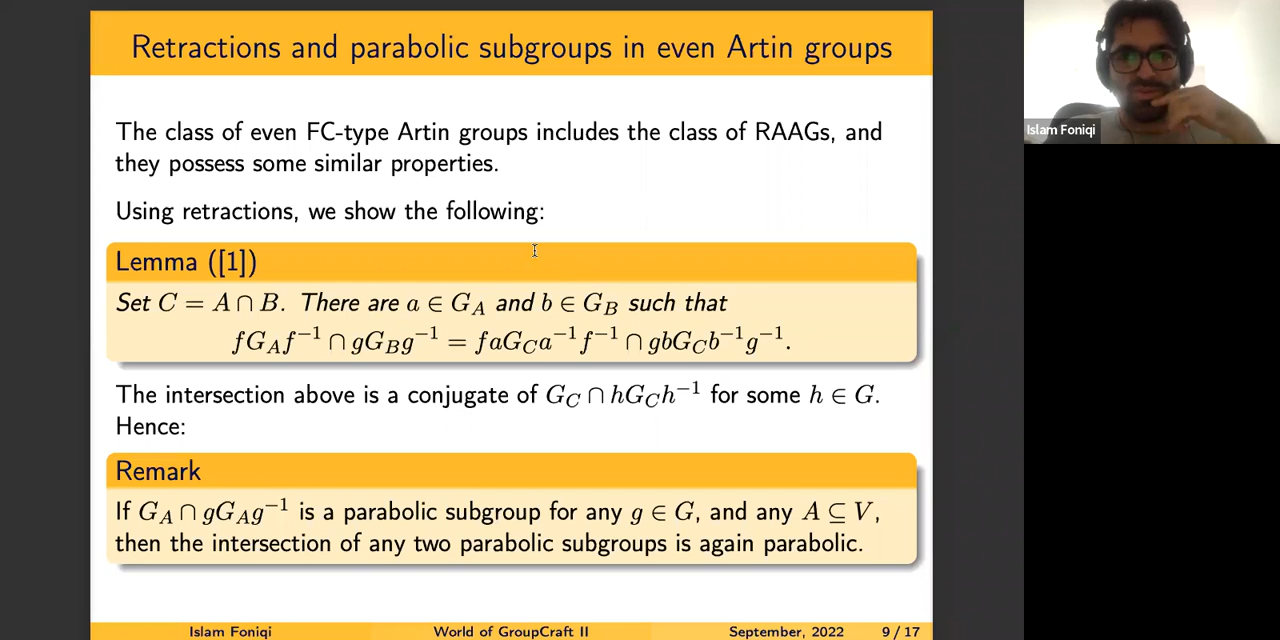 Retractions and parabolic subgroups in even Artin groups
Islam Foniqi
The class of even FC-type Artin groups includes the class of RAAGs, and
they possess some similar properties.
Using retractions, we show the following:
Lemma ([1])
Set C = A ∩ B. There are a ∈ G_A and b ∈ G_B such that
fG_Af⁻¹ ∩ gG_Bg⁻¹ = faG_Ca⁻¹f⁻¹ ∩ gbG_Cb⁻¹g⁻¹.
The intersection above is a conjugate of G_C ∩ hG_Ch⁻¹ for some h ∈ G.
Hence:
Remark
If G_A ∩ gG_Ag⁻¹ is a parabolic subgroup for any g ∈ G, and any A ⊆ V,
then the intersection of any two parabolic subgroups is again parabolic.
Islam Foniqi World of GroupCraft II September, 2022 9 / 17